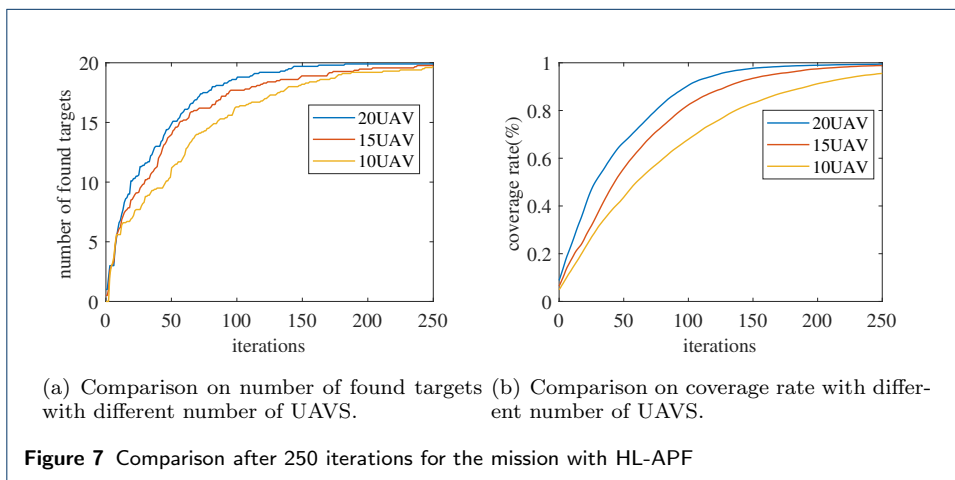 20
15
10
5
0
number of found targets
20UAV
15UAV
10UAV
0 50 100 150 200 250
iterations
1
0.8
0.6
0.4
0.2
0
coverage rate(%)
20UAV
15UAV
10UAV
0 50 100 150 200 250
iterations
(a) Comparison on number of found targets
with different number of UAVS.
(b) Comparison on coverage rate with differ-
ent number of UAVS.
Figure 7 Comparison after 250 iterations for the mission with HL-APF